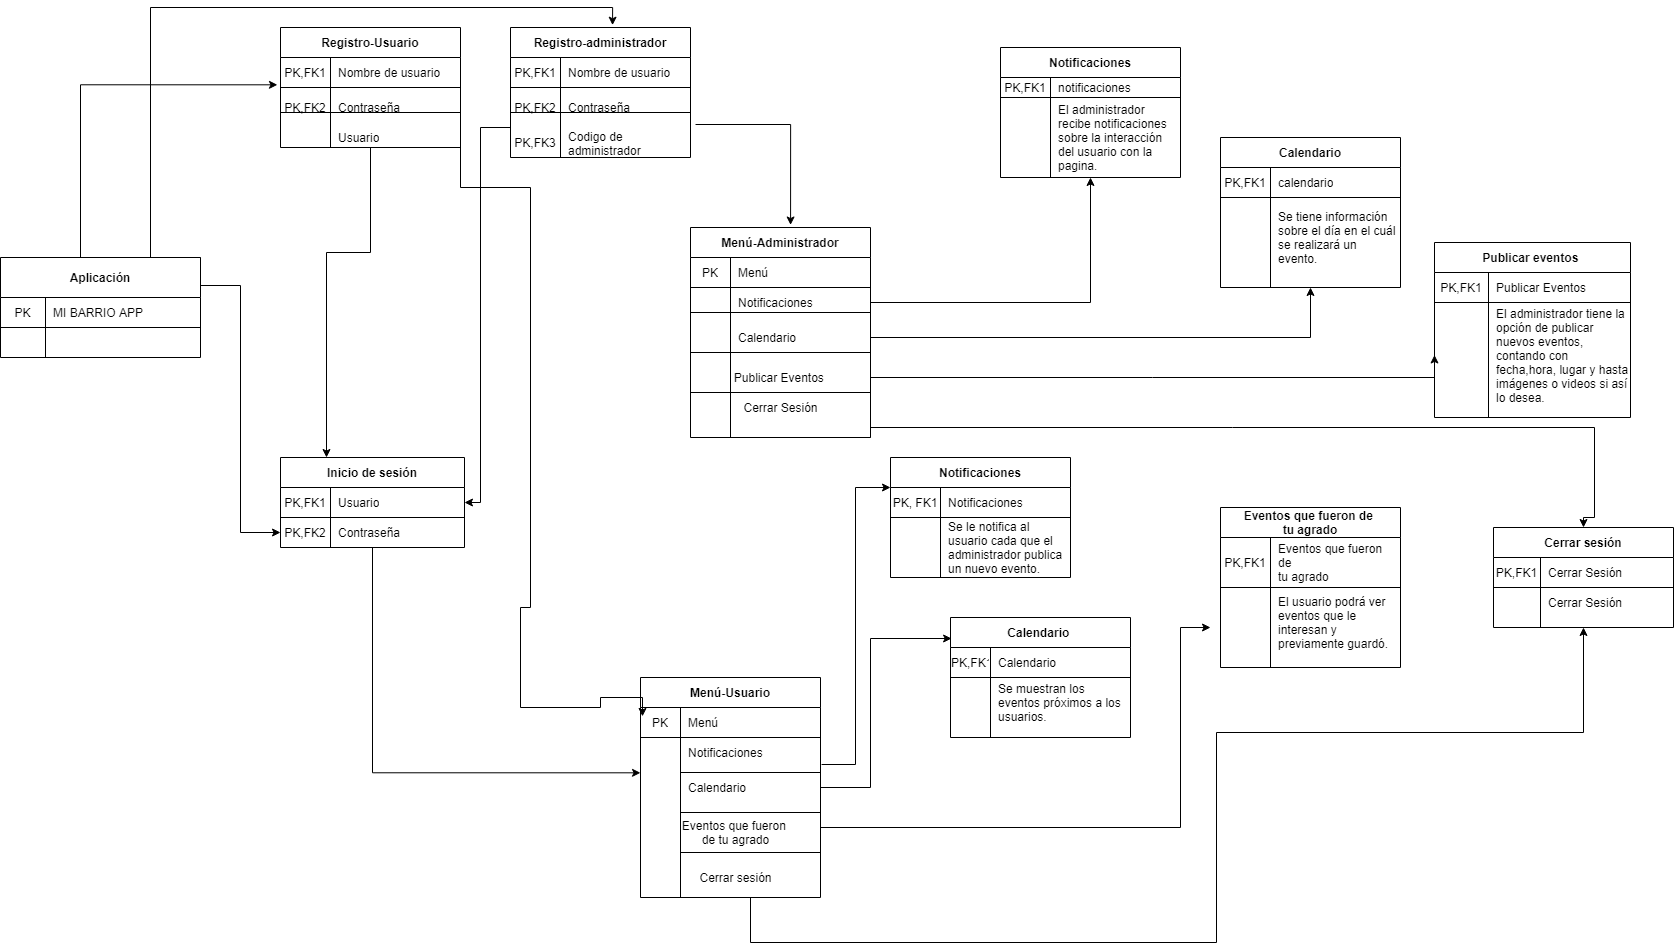 Registro-Usuario
PK,FK1
Nombre de usuario
PK,FK2
Contraseña
Usuario
Registro-administrador
PK,FK1
Nombre de usuario
PK,FK2
Contraseña
PK,FK3
Codigo de
administrador
Notificaciones
PK,FK1
notificaciones
El administrador
recibe notificaciones
sobre la interacción
del usuario con la
pagina.
Calendario
PK,FK1
calendario
Se tiene información
sobre el día en el cuál
se realizará un
evento.
Publicar eventos
PK,FK1
Publicar Eventos
El administrador tiene la
opción de publicar
nuevos eventos,
contando con
fecha,hora, lugar y hasta
imágenes o videos si así
lo desea.
Aplicación
PK
MI BARRIO APP
Menú-Administrador
PK
Menú
Notificaciones
Calendario
Publicar Eventos
Cerrar Sesión
Inicio de sesión
PK,FK1
Usuario
PK,FK2
Contraseña
Notificaciones
PK, FK1
Notificaciones
Se le notifica al
usuario cada que el
administrador publica
un nuevo evento.
Eventos que fueron de
tu agrado
PK,FK1
Eventos que fueron
de
tu agrado
El usuario podrá ver
eventos que le
interesan y
previamente guardó.
Cerrar sesión
PK,FK1
Cerrar Sesión
Cerrar Sesión
Calendario
PK,FK1
Calendario
Se muestran los
eventos próximos a los
usuarios.
Menú-Usuario
PK
Menú
Notificaciones
Calendario
Eventos que fueron
de tu agrado
Cerrar sesión